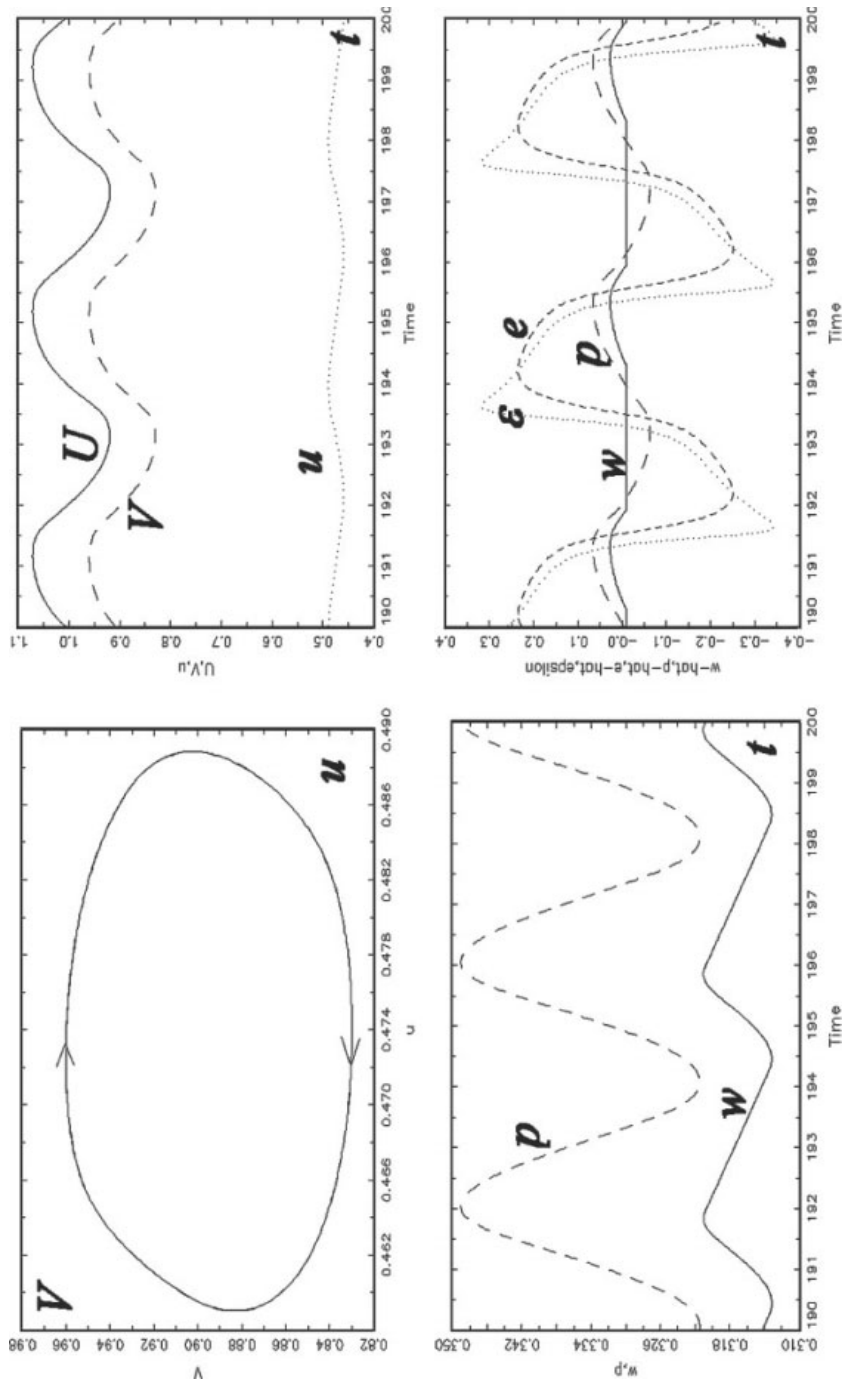 V
0.98
0.96
0.94
0.92
0.90
0.88
0.86
0.84
0.82
V
u
0.462 0.466 0.470 0.474 0.478 0.482 0.486 0.490
u
U,V,u
1.1
1.0
0.9
0.8
0.7
0.6
0.5
0.4
U
V
u
t
190 191 192 193 194 195 196 197 198 199 200
Time
w,p
0.350
0.342
0.334
0.326
0.318
0.310
p
w
t
190 191 192 193 194 195 196 197 198 199 200
Time
w-hat,p-hat,e-hat,epsilon
0.4
0.3
0.2
0.1
-0.0
-0.1
-0.2
-0.3
-0.4
ε
e
p
w
t
190 191 192 193 194 195 196 197 198 199 200
Time